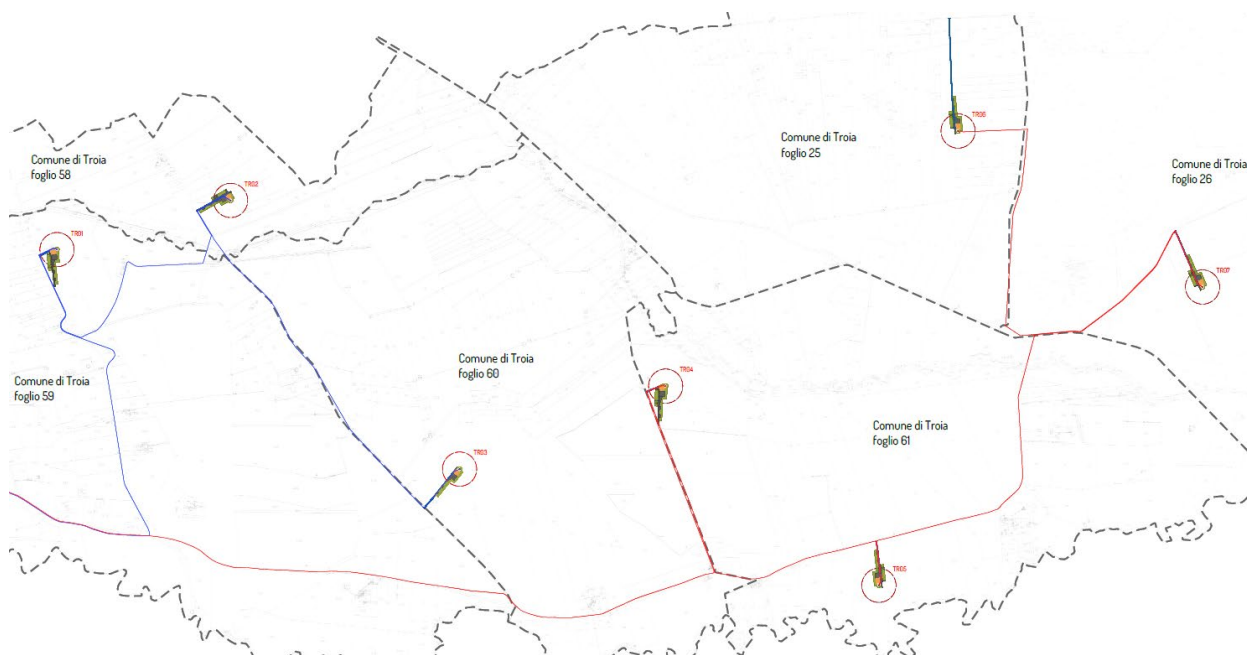 TR06
Comune di Troia
foglio 25
Comune di Troia
foglio 58
Comune di Troia
foglio 26
TR02
TR01
TR07
Comune di Troia
foglio 60
TR04
Comune di Troia
foglio 59
Comune di Troia
foglio 61
TR03
TR05